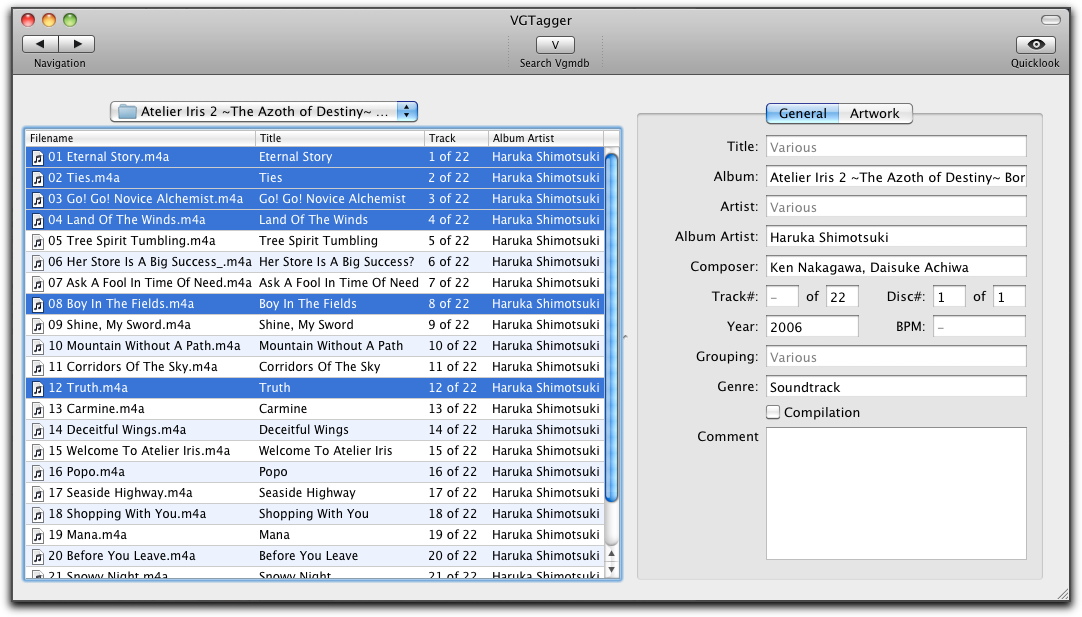 VGTagger
Navigation
V
Search Vgmdb
Quicklook
Atelier Iris 2 ~The Azoth of Destiny~ ...
Filename Title Track Album Artist
01 Eternal Story.m4a Eternal Story 1 of 22 Haruka Shimotsuki
02 Ties.m4a Ties 2 of 22 Haruka Shimotsuki
03 Go! Go! Novice Alchemist.m4a Go! Go! Novice Alchemist 3 of 22 Haruka Shimotsuki
04 Land Of The Winds.m4a Land Of The Winds 4 of 22 Haruka Shimotsuki
05 Tree Spirit Tumbling.m4a Tree Spirit Tumbling 5 of 22 Haruka Shimotsuki
06 Her Store Is A Big Success_.m4a Her Store Is A Big Success? 6 of 22 Haruka Shimotsuki
07 Ask A Fool In Time Of Need.m4a Ask A Fool In Time Of Need 7 of 22 Haruka Shimotsuki
08 Boy In The Fields.m4a Boy In The Fields 8 of 22 Haruka Shimotsuki
09 Shine, My Sword.m4a Shine, My Sword 9 of 22 Haruka Shimotsuki
10 Mountain Without A Path.m4a Mountain Without A Path 10 of 22 Haruka Shimotsuki
11 Corridors Of The Sky.m4a Corridors Of The Sky 11 of 22 Haruka Shimotsuki
12 Truth.m4a Truth 12 of 22 Haruka Shimotsuki
13 Carmine.m4a Carmine 13 of 22 Haruka Shimotsuki
14 Deceitful Wings.m4a Deceitful Wings 14 of 22 Haruka Shimotsuki
15 Welcome To Atelier Iris.m4a Welcome To Atelier Iris 15 of 22 Haruka Shimotsuki
16 Popo.m4a Popo 16 of 22 Haruka Shimotsuki
17 Seaside Highway.m4a Seaside Highway 17 of 22 Haruka Shimotsuki
18 Shopping With You.m4a Shopping With You 18 of 22 Haruka Shimotsuki
19 Mana.m4a Mana 19 of 22 Haruka Shimotsuki
20 Before You Leave.m4a Before You Leave 20 of 22 Haruka Shimotsuki
21 Snowy Night.m4a Snowy Night 21 of 22 Haruka Shimotsuki
General Artwork
Title: Various
Album: Atelier Iris 2 ~The Azoth of Destiny~ Bor
Artist: Various
Album Artist: Haruka Shimotsuki
Composer: Ken Nakagawa, Daisuke Achiwa
Track#: – of 22 Disc#: 1 of 1
Year: 2006 BPM: –
Grouping: Various
Genre: Soundtrack
Compilation
Comment